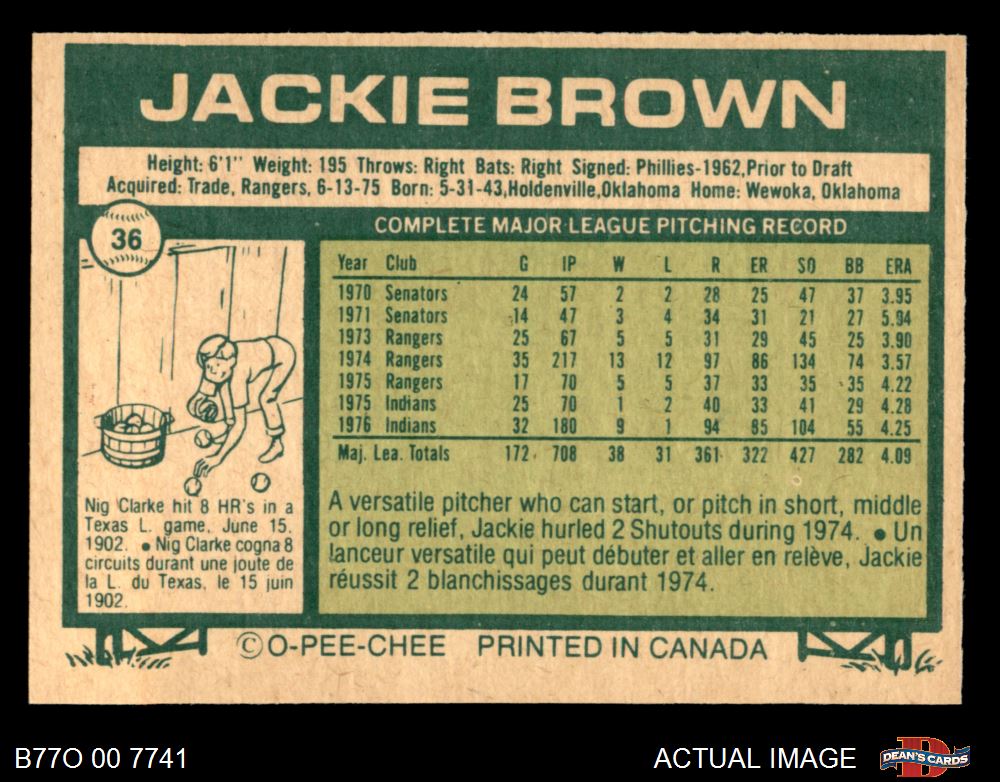 JACKIE BROWN
Height: 6'1" Weight: 195 Throws: Right Bats: Right Signed: Phillies-1962,Prior to Draft
Acquired: Trade, Rangers, 6-13-75 Born: 5-31-43,Holdenville,Oklahoma Home: Wewoka, Oklahoma
36
COMPLETE MAJOR LEAGUE PITCHING RECORD
Year Club G IP W L R ER SO BB ERA
1970 Senators 24 57 2 2 28 25 47 37 3.95
1971 Senators 14 47 3 4 34 31 21 27 5.94
1973 Rangers 25 67 5 5 31 29 45 25 3.90
1974 Rangers 35 217 13 12 97 86 134 74 3.57
1975 Rangers 17 70 5 5 37 33 35 35 4.22
1975 Indians 25 70 1 2 40 33 41 29 4.28
1976 Indians 32 180 9 1 94 85 104 55 4.25
Maj. Lea. Totals 172 708 38 31 361 322 427 282 4.09
Nig Clarke hit 8 HR's in a
Texas L. game, June 15,
1902. • Nig Clarke cogna 8
circuits durant une joute de
la L. du Texas, le 15 juin
1902.
A versatile pitcher who can start, or pitch in short, middle
or long relief, Jackie hurled 2 Shutouts during 1974. • Un
lanceur versatile qui peut débuter et aller en relève, Jackie
réussit 2 blanchissages durant 1974.
©O-PEE-CHEE PRINTED IN CANADA
B77O 00 7741
ACTUAL IMAGE
DEAN'S CARDS